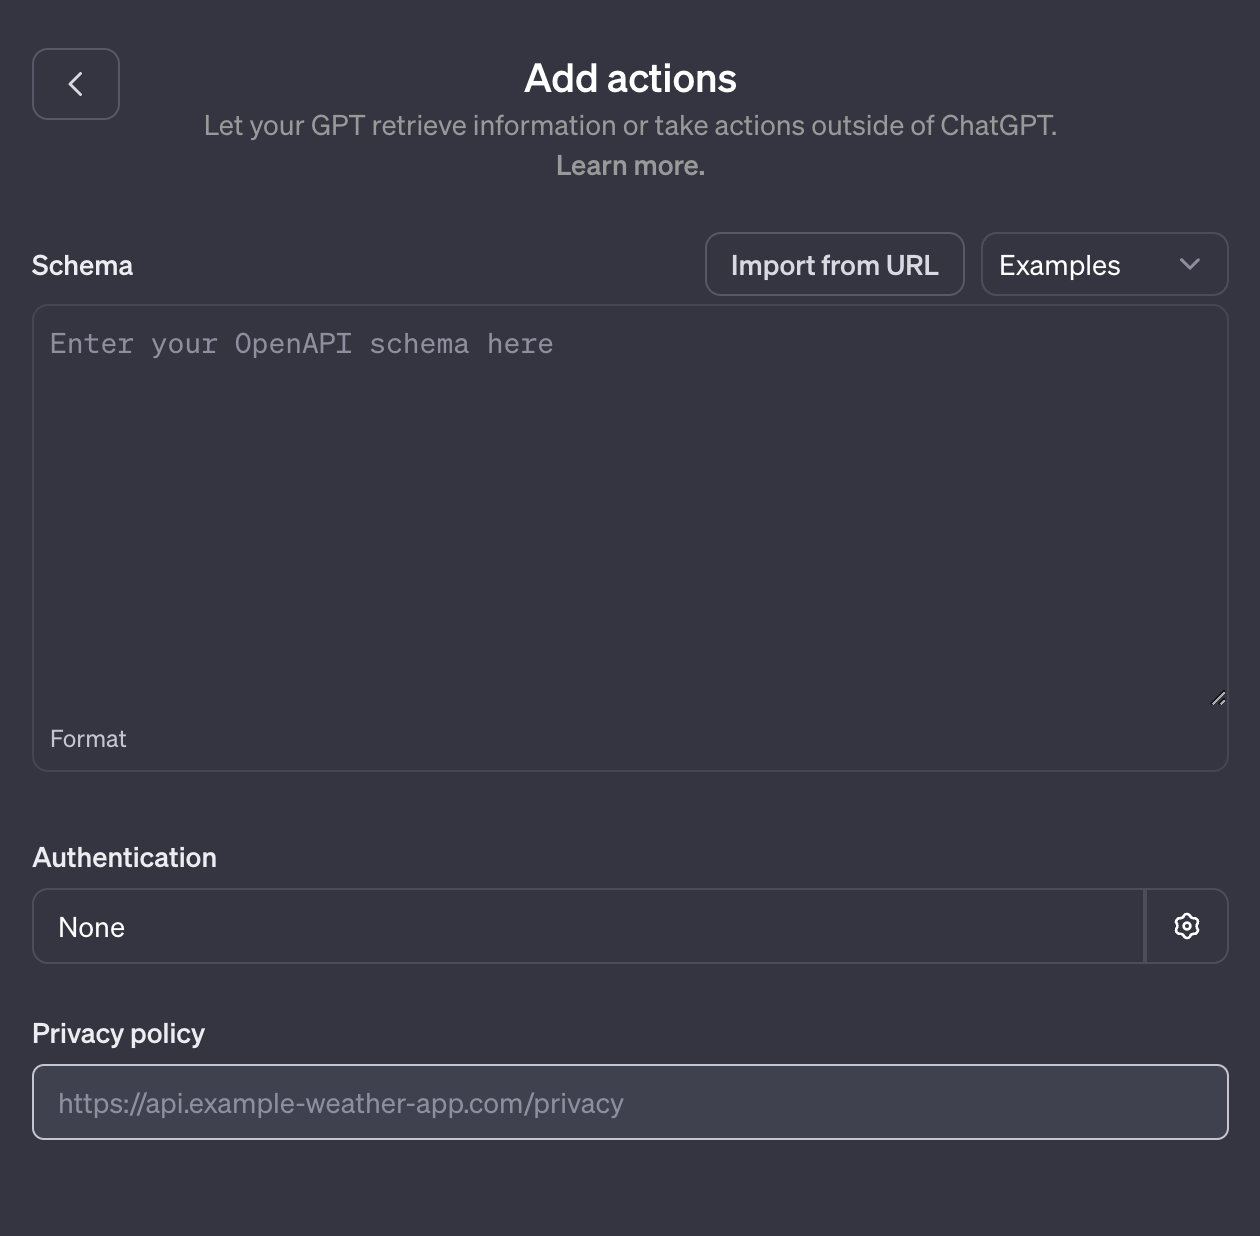 Add actions
Let your GPT retrieve information or take actions outside of ChatGPT.
Learn more.
Schema
Import from URL
Examples
Enter your OpenAPI schema here
Format
Authentication
None
Privacy policy
https://api.example-weather-app.com/privacy